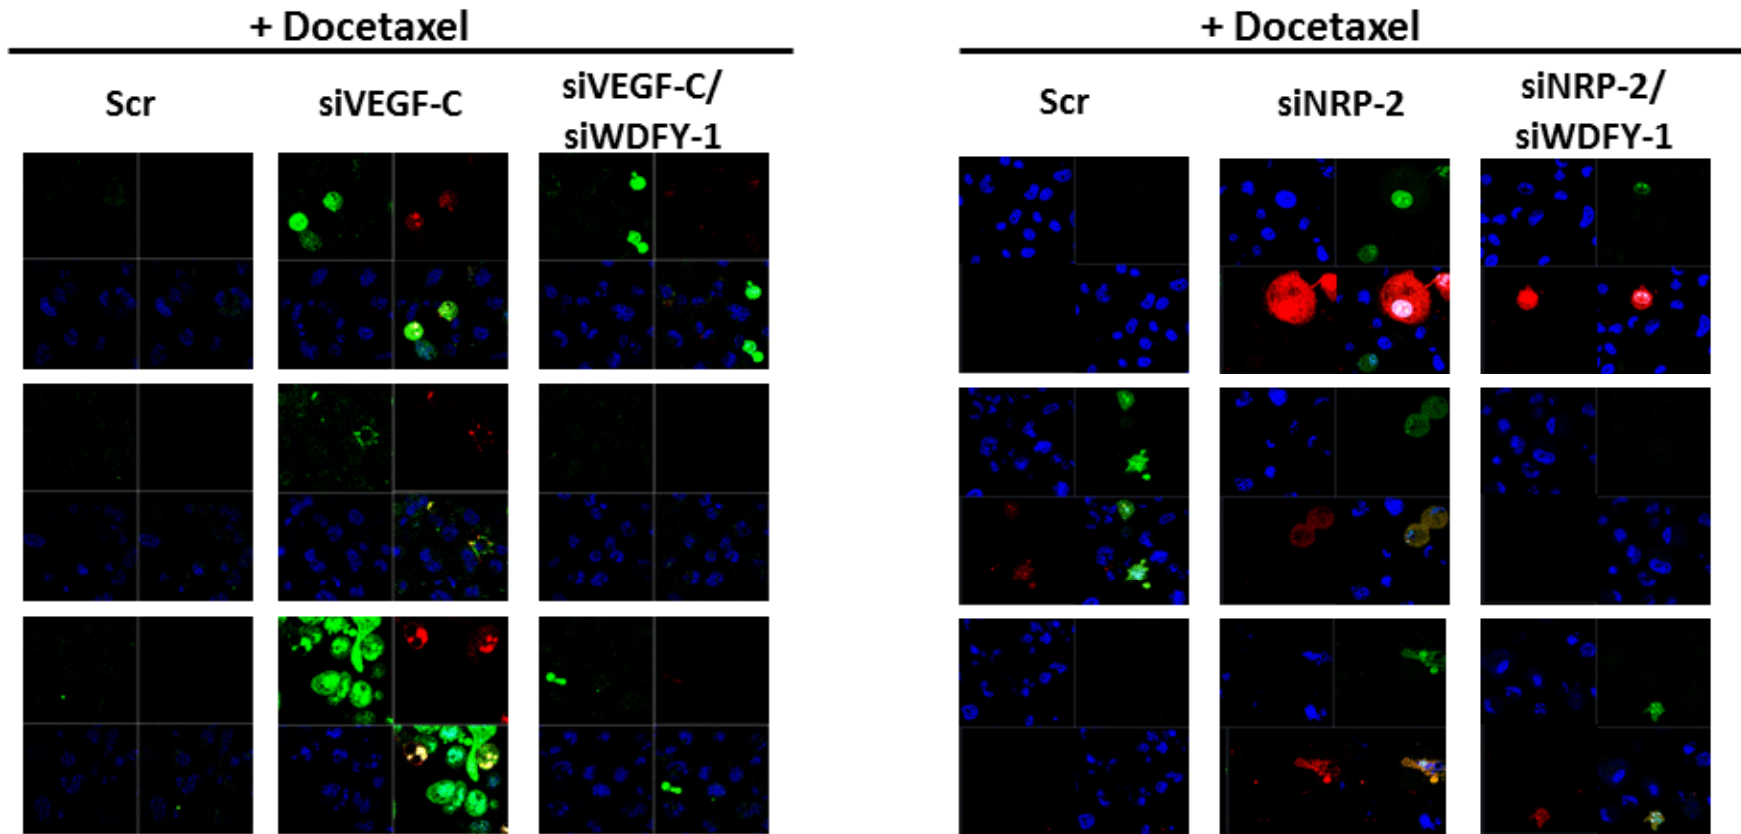 + Docetaxel
Scr
siVEGF-C
siVEGF-C/
siWDFY-1
+ Docetaxel
Scr
siNRP-2
siNRP-2/
siWDFY-1